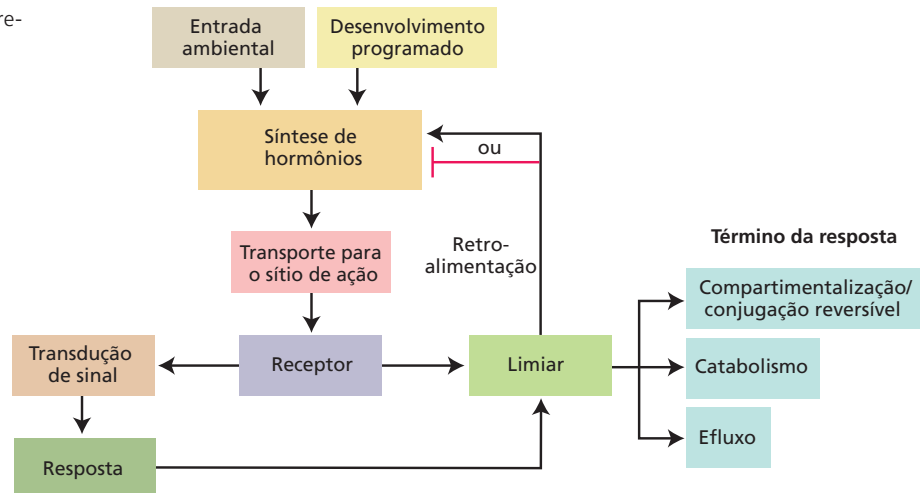 re-
Entrada
ambiental
Desenvolvimento
programado
Síntese de
hormônios
ou
Transporte para
o sítio de ação
Retro-
alimentação
Término da resposta
Compartimentalização/
conjugação reversível
Transdução
de sinal
Receptor
Limiar
Catabolismo
Efluxo
Resposta